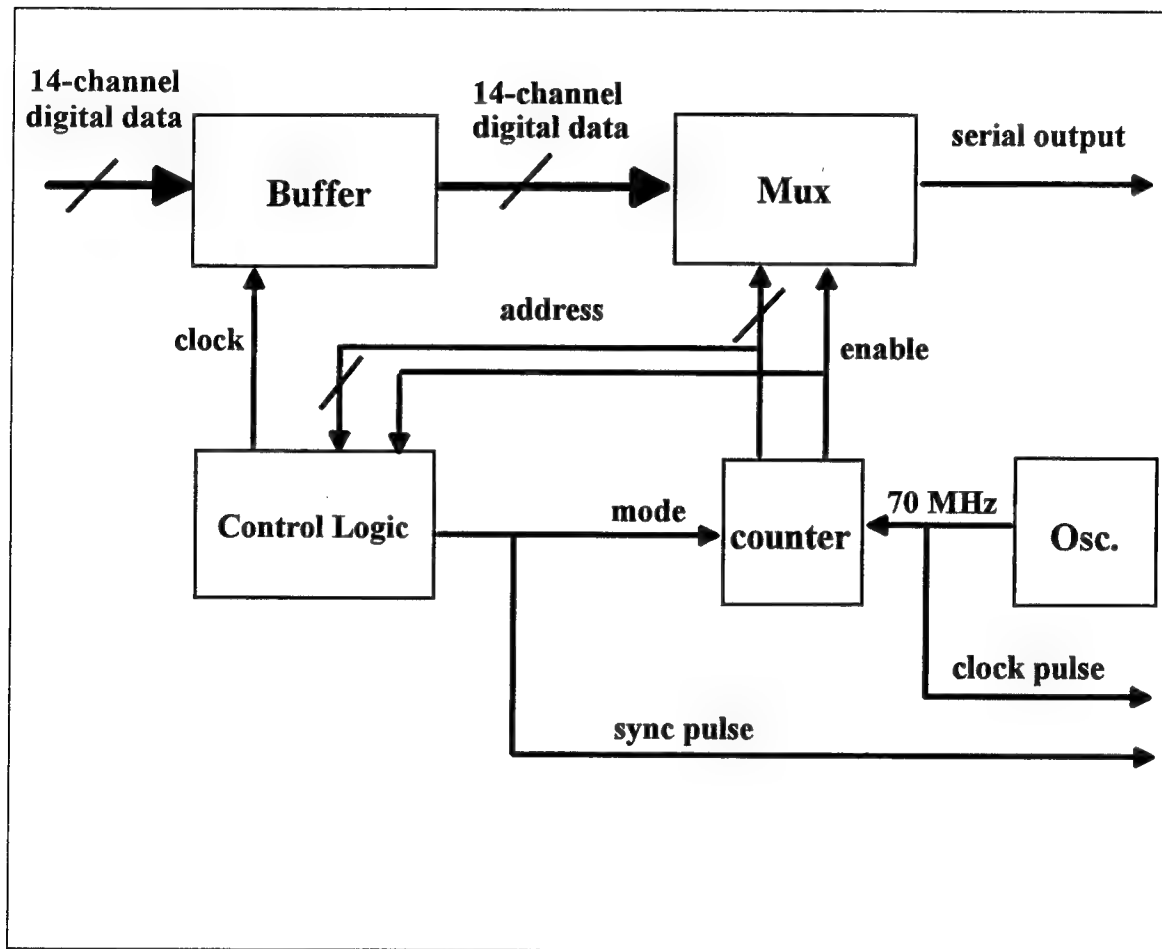 14-channel
digital data
14-channel
digital data
serial output
Buffer
Mux
clock
address
enable
Control Logic
mode
counter
70 MHz
Osc.
clock pulse
sync pulse